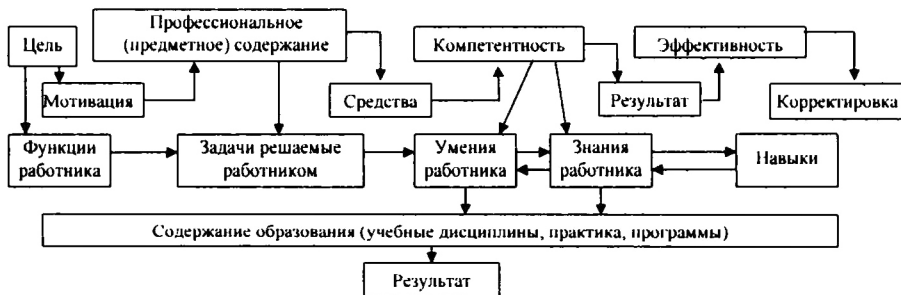 Цель
Профессиональное
(предметное) содержание
Компетентность
Эффективность
Мотивация
Средства
Результат
Корректировка
Функции
работника
Задачи решаемые
работником
Умения
работника
Знания
работника
Навыки
Содержание образования (учебные дисциплины, практика, программы)
Результат